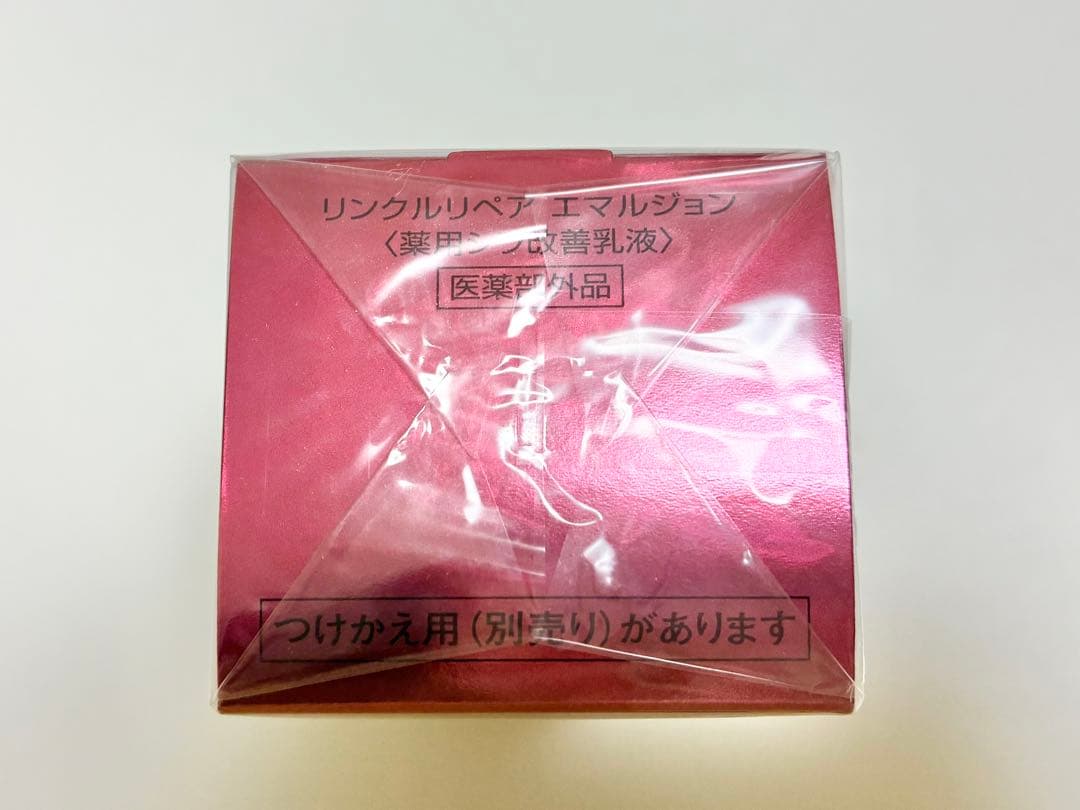 リンクルリペア エマルジョン
〈薬用シワ改善乳液〉
医薬部外品
つけかえ用(別売り)があります